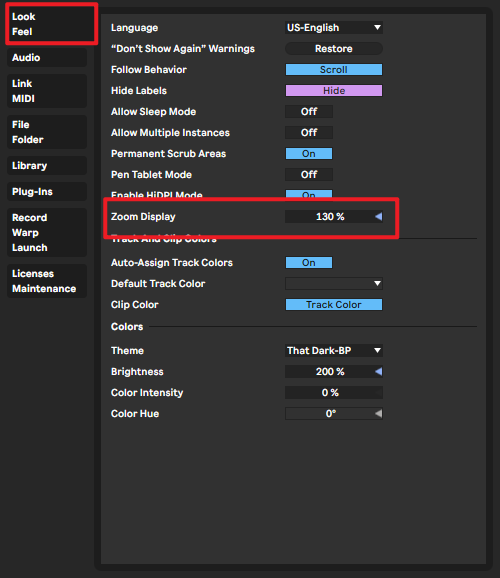 Look
Feel
Audio
Link
MIDI
File
Folder
Library
Plug-Ins
Record
Warp
Launch
Licenses
Maintenance
Language US-English
“Don’t Show Again” Warnings Restore
Follow Behavior Scroll
Hide Labels Hide
Allow Sleep Mode Off
Allow Multiple Instances Off
Permanent Scrub Areas On
Pen Tablet Mode Off
Enable HiDPI Mode On
Zoom Display 130 %
Track And Clip Colors
Auto-Assign Track Colors On
Default Track Color
Clip Color Track Color
Colors
Theme That Dark-BP
Brightness 200 %
Color Intensity 0 %
Color Hue 0°